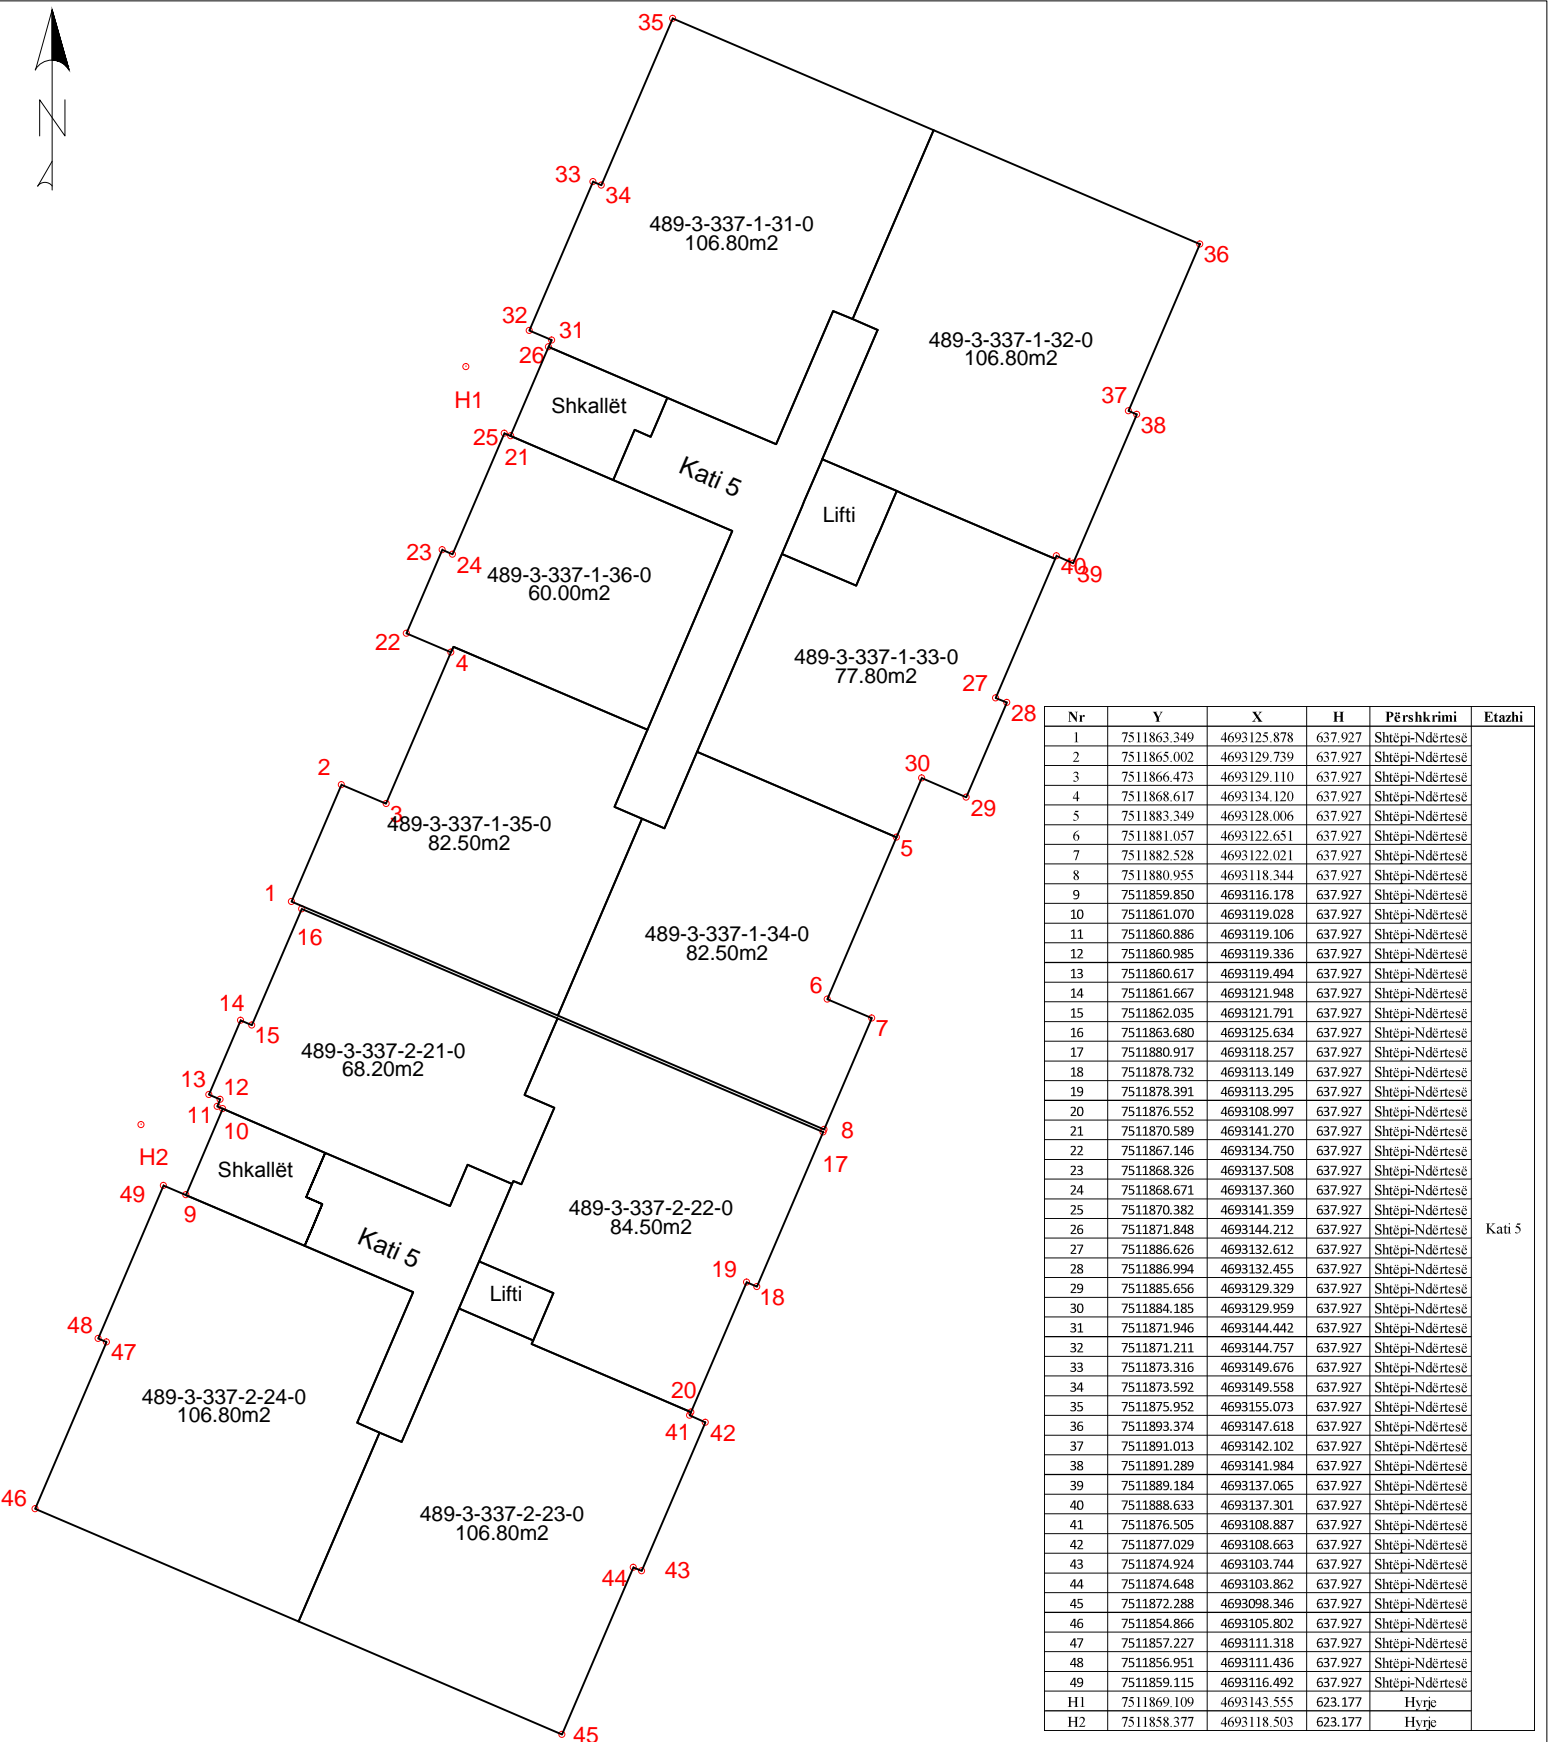 N
35
33
34
489-3-337-1-31-0
106.80m2
36
32
31
26
489-3-337-1-32-0
106.80m2
H1
Shkallët
37
38
25
21
Kati 5
Lifti
23
24
40
39
489-3-337-1-36-0
60.00m2
22
4
489-3-337-1-33-0
77.80m2
27
28
2
3
30
29
489-3-337-1-35-0
82.50m2
5
1
16
489-3-337-1-34-0
82.50m2
6
7
14
15
489-3-337-2-21-0
68.20m2
13
12
11
10
8
17
H2
Shkallët
49
9
489-3-337-2-22-0
84.50m2
Kati 5
19
18
Lifti
48
47
489-3-337-2-24-0
106.80m2
20
41
42
46
489-3-337-2-23-0
106.80m2
44
43
45
Nr Y X H Përshkrimi Etazhi
1 7511863.349 4693125.878 637.927 Shtëpi-Ndërtesë
2 7511865.002 4693129.739 637.927 Shtëpi-Ndërtesë
3 7511866.473 4693129.110 637.927 Shtëpi-Ndërtesë
4 7511868.617 4693134.120 637.927 Shtëpi-Ndërtesë
5 7511883.349 4693128.006 637.927 Shtëpi-Ndërtesë
6 7511881.057 4693122.651 637.927 Shtëpi-Ndërtesë
7 7511882.528 4693122.021 637.927 Shtëpi-Ndërtesë
8 7511880.955 4693118.344 637.927 Shtëpi-Ndërtesë
9 7511859.850 4693116.178 637.927 Shtëpi-Ndërtesë
10 7511861.070 4693119.028 637.927 Shtëpi-Ndërtesë
11 7511860.886 4693119.106 637.927 Shtëpi-Ndërtesë
12 7511860.985 4693119.336 637.927 Shtëpi-Ndërtesë
13 7511860.617 4693119.494 637.927 Shtëpi-Ndërtesë
14 7511861.667 4693121.948 637.927 Shtëpi-Ndërtesë
15 7511862.035 4693121.791 637.927 Shtëpi-Ndërtesë
16 7511863.680 4693125.634 637.927 Shtëpi-Ndërtesë
17 7511880.917 4693118.257 637.927 Shtëpi-Ndërtesë
18 7511878.732 4693113.149 637.927 Shtëpi-Ndërtesë
19 7511878.391 4693113.295 637.927 Shtëpi-Ndërtesë
20 7511876.552 4693108.997 637.927 Shtëpi-Ndërtesë
21 7511870.589 4693141.270 637.927 Shtëpi-Ndërtesë
22 7511867.146 4693134.750 637.927 Shtëpi-Ndërtesë
23 7511868.326 4693137.508 637.927 Shtëpi-Ndërtesë
24 7511868.671 4693137.360 637.927 Shtëpi-Ndërtesë
25 7511870.382 4693141.359 637.927 Shtëpi-Ndërtesë
26 7511871.848 4693144.212 637.927 Shtëpi-Ndërtesë Kati 5
27 7511886.626 4693132.612 637.927 Shtëpi-Ndërtesë
28 7511886.994 4693132.455 637.927 Shtëpi-Ndërtesë
29 7511885.656 4693129.329 637.927 Shtëpi-Ndërtesë
30 7511884.185 4693129.959 637.927 Shtëpi-Ndërtesë
31 7511871.946 4693144.442 637.927 Shtëpi-Ndërtesë
32 7511871.211 4693144.757 637.927 Shtëpi-Ndërtesë
33 7511873.316 4693149.676 637.927 Shtëpi-Ndërtesë
34 7511873.592 4693149.558 637.927 Shtëpi-Ndërtesë
35 7511875.952 4693155.073 637.927 Shtëpi-Ndërtesë
36 7511893.374 4693147.618 637.927 Shtëpi-Ndërtesë
37 7511891.013 4693142.102 637.927 Shtëpi-Ndërtesë
38 7511891.289 4693141.984 637.927 Shtëpi-Ndërtesë
39 7511889.184 4693137.065 637.927 Shtëpi-Ndërtesë
40 7511888.633 4693137.301 637.927 Shtëpi-Ndërtesë
41 7511876.505 4693108.887 637.927 Shtëpi-Ndërtesë
42 7511877.029 4693108.663 637.927 Shtëpi-Ndërtesë
43 7511874.924 4693103.744 637.927 Shtëpi-Ndërtesë
44 7511874.648 4693103.862 637.927 Shtëpi-Ndërtesë
45 7511872.288 4693098.346 637.927 Shtëpi-Ndërtesë
46 7511854.866 4693105.802 637.927 Shtëpi-Ndërtesë
47 7511857.227 4693111.318 637.927 Shtëpi-Ndërtesë
48 7511856.951 4693111.436 637.927 Shtëpi-Ndërtesë
49 7511859.115 4693116.492 637.927 Shtëpi-Ndërtesë
H1 7511869.109 4693143.555 623.177 Hyrje
H2 7511858.377 4693118.503 623.177 Hyrje